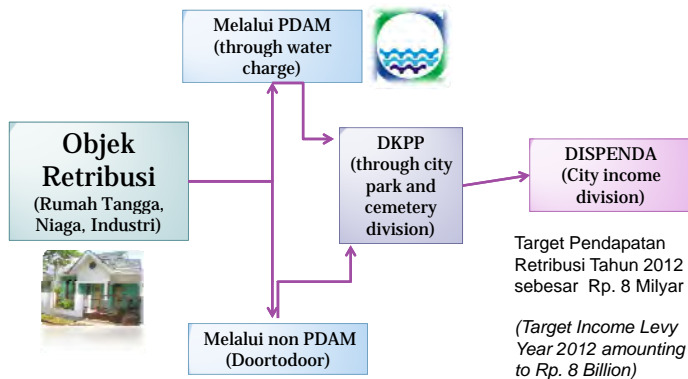 Melalui PDAM
(through water
charge)
Objek
Retribusi
(Rumah Tangga,
Niaga, Industri)
DKPP
(through city
park and
cemetery
division)
DISPENDA
(City income
division)
Melalui non PDAM
(Doortodoor)
Target Pendapatan
Retribusi Tahun 2012
sebesar Rp. 8 Milyar
(Target Income Levy
Year 2012 amounting
to Rp. 8 Billion)